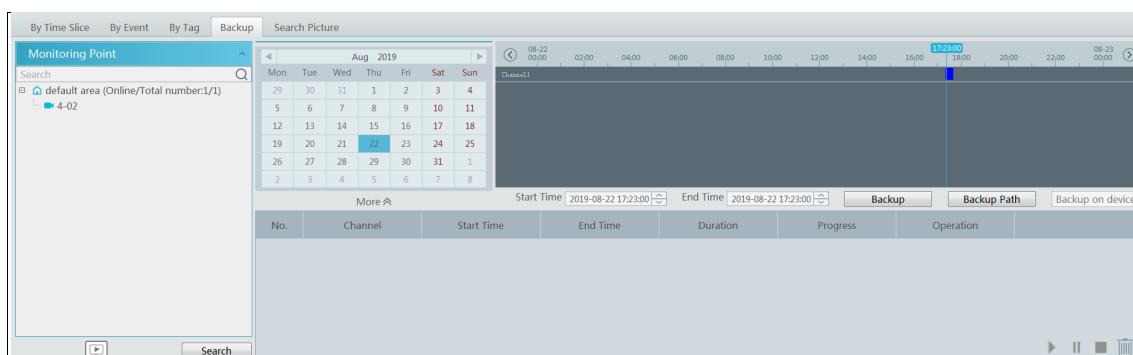 By Time Slice By Event By Tag Backup Search Picture
Monitoring Point
Search
default area (Online/Total number:1/1)
4-02
Search
Aug 2019
Mon Tue Wed Thu Fri Sat Sun
29 30 31 1 2 3 4
5 6 7 8 9 10 11
12 13 14 15 16 17 18
19 20 21 22 23 24 25
26 27 28 29 30 31 1
2 3 4 5 6 7 8
More
17:23:00
08-22 08-23
00:00 02:00 04:00 06:00 08:00 10:00 12:00 14:00 16:00 18:00 20:00 22:00 00:00
Channel1
Start Time 2019-08-22 17:23:00 End Time 2019-08-22 17:23:00 Backup Backup Path Backup on device
No. Channel Start Time End Time Duration Progress Operation